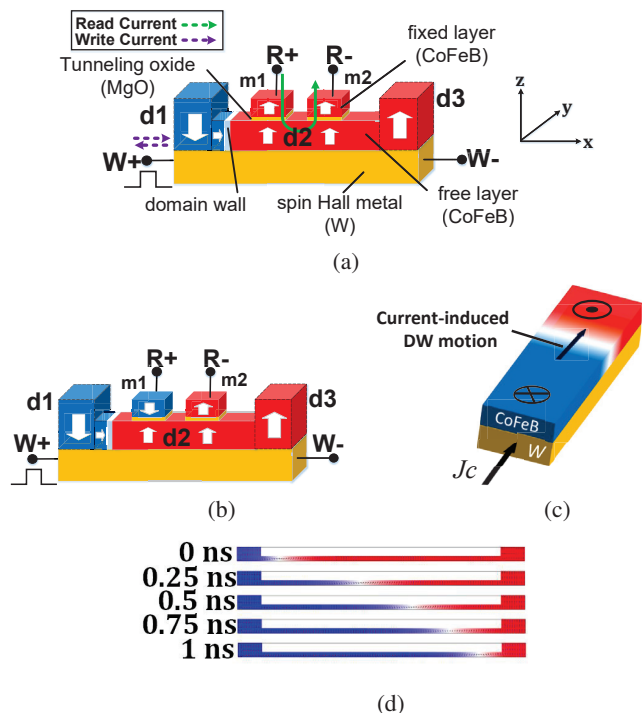 Read Current
Write Current
Tunneling oxide
(MgO)
R+
R-
m1
m2
fixed layer
(CoFeB)
d1
d2
d3
W+
W-
domain wall
spin Hall metal
(W)
free layer
(CoFeB)
z
y
x
(a)
R+
R-
m1
m2
d1
d2
d3
W+
W-
(b)
Current-induced
DW motion
CoFeB
W
Jc
(c)
0 ns
0.25 ns
0.5 ns
0.75 ns
1 ns
(d)